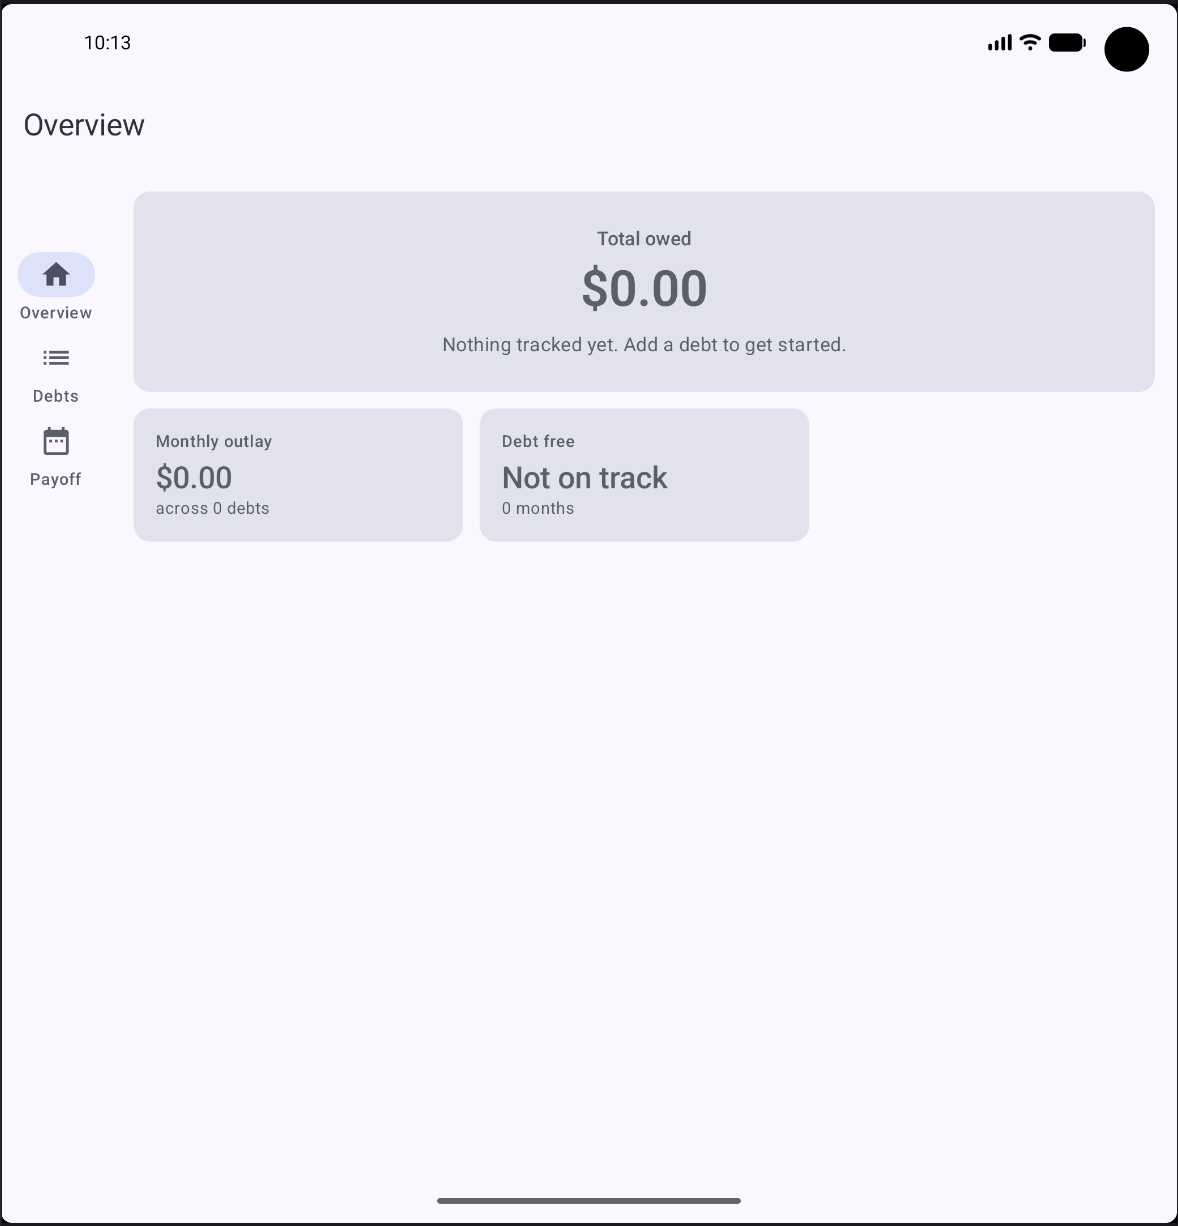 10:13
Overview
Overview
Debts
Payoff
Total owed
$0.00
Nothing tracked yet. Add a debt to get started.
Monthly outlay
$0.00
across 0 debts
Debt free
Not on track
0 months